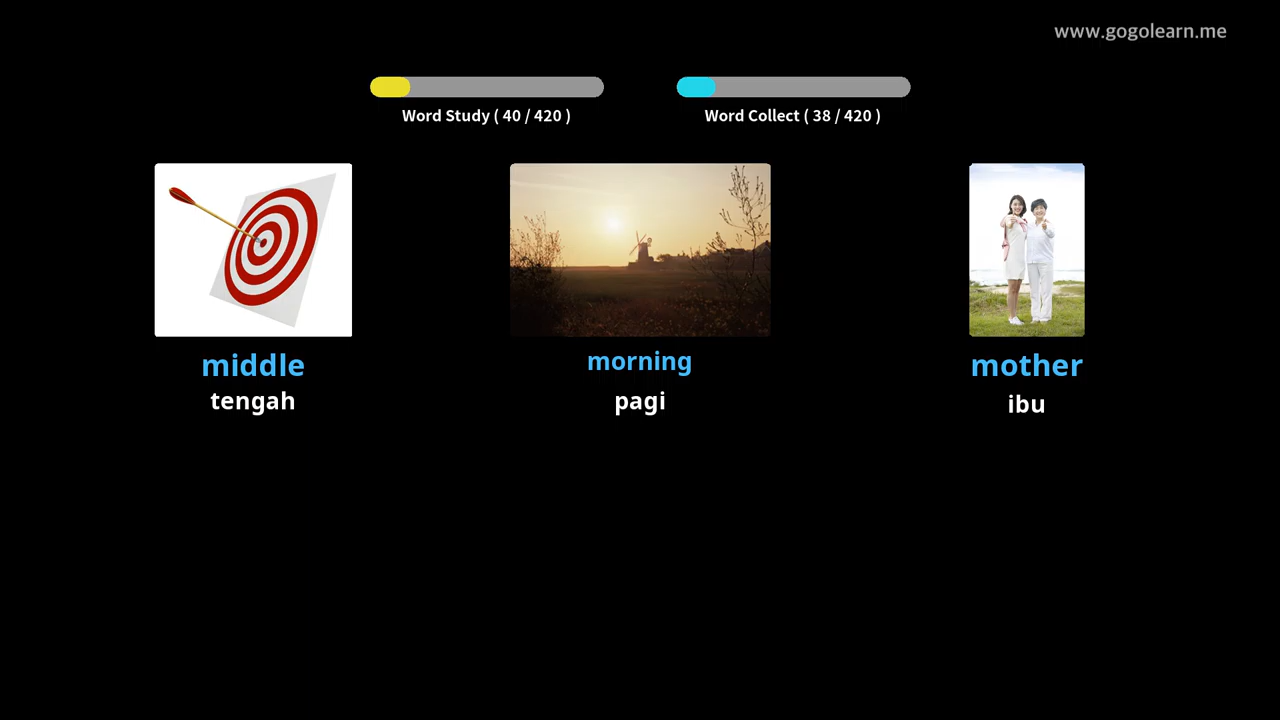 www.gogolearn.me
Word Study ( 40 / 420 )
Word Collect ( 38 / 420 )
middle
tengah
morning
pagi
mother
ibu